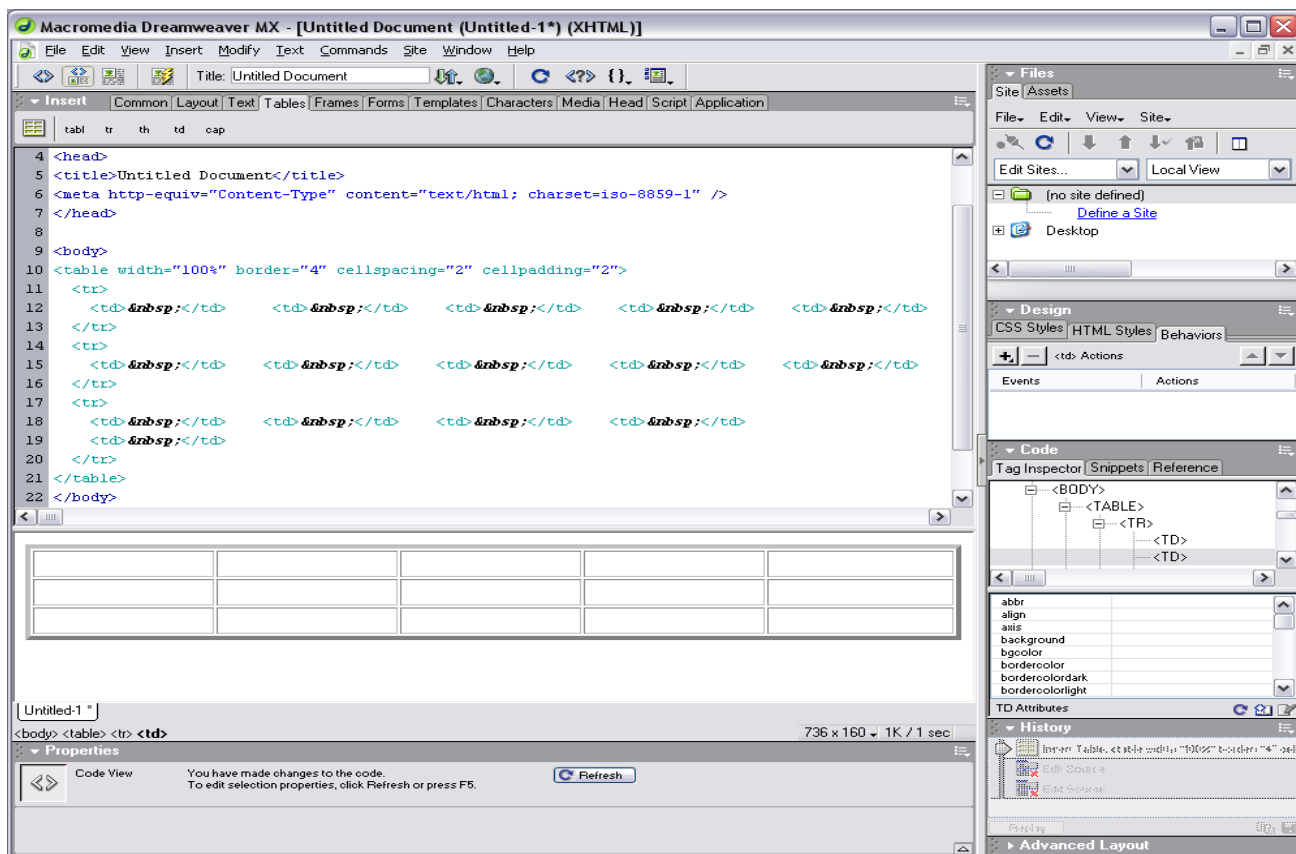 Macromedia Dreamweaver MX - [Untitled Document (Untitled-1*) (XHTML)]
File Edit View Insert Modify Text Commands Site Window Help
Title: Untitled Document
Insert Common Layout Text Tables Frames Forms Templates Characters Media Head Script Application
tabl tr th td cap
4 <head>
5 <title>Untitled Document</title>
6 <meta http-equiv="Content-Type" content="text/html; charset=iso-8859-1" />
7 </head>
8
9 <body>
10 <table width="100%" border="4" cellspacing="2" cellpadding="2">
11 <tr>
12 <td>&nbsp;</td> <td>&nbsp;</td> <td>&nbsp;</td> <td>&nbsp;</td> <td>&nbsp;</td>
13 </tr>
14 <tr>
15 <td>&nbsp;</td> <td>&nbsp;</td> <td>&nbsp;</td> <td>&nbsp;</td> <td>&nbsp;</td>
16 </tr>
17 <tr>
18 <td>&nbsp;</td> <td>&nbsp;</td> <td>&nbsp;</td> <td>&nbsp;</td>
19 <td>&nbsp;</td>
20 </tr>
21 </table>
22 </body>
Untitled-1 *
<body> <table> <tr> <td>
736 x 160 1K / 1 sec
Properties
Code View
You have made changes to the code.
To edit selection properties, click Refresh or press F5.
Refresh
Files
Site Assets
File Edit View Site
Edit Sites... Local View
(no site defined)
Define a Site
Desktop
Design
CSS Styles HTML Styles Behaviors
<td> Actions
Events Actions
Code
Tag Inspector Snippets Reference
<BODY>
<TABLE>
<TR>
<TD>
<TD>
abbr
align
axis
background
bgcolor
bordercolor
bordercolordark
bordercolorlight
TD Attributes
History
Insert Table: <table width="100%" border="4" cel
Edit Source
Edit Source
Replay
Advanced Layout